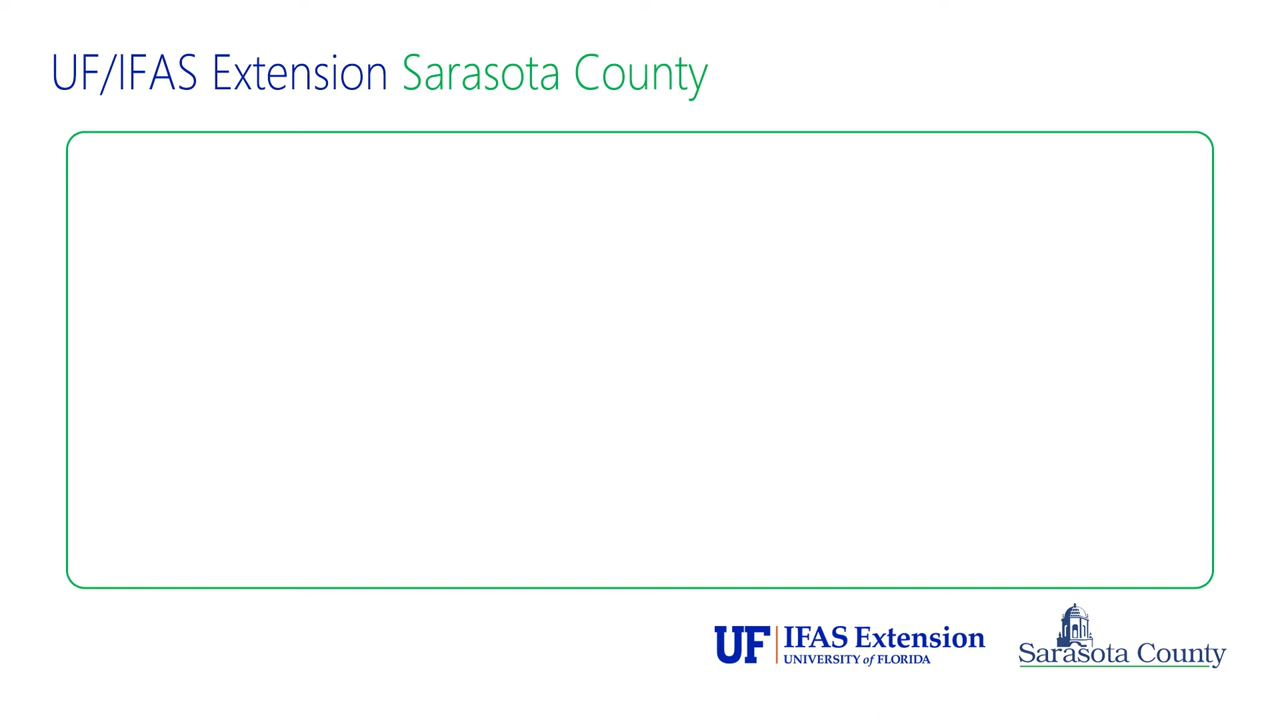 UF/IFAS Extension Sarasota County
UF IFAS Extension
UNIVERSITY of FLORIDA
Sarasota County